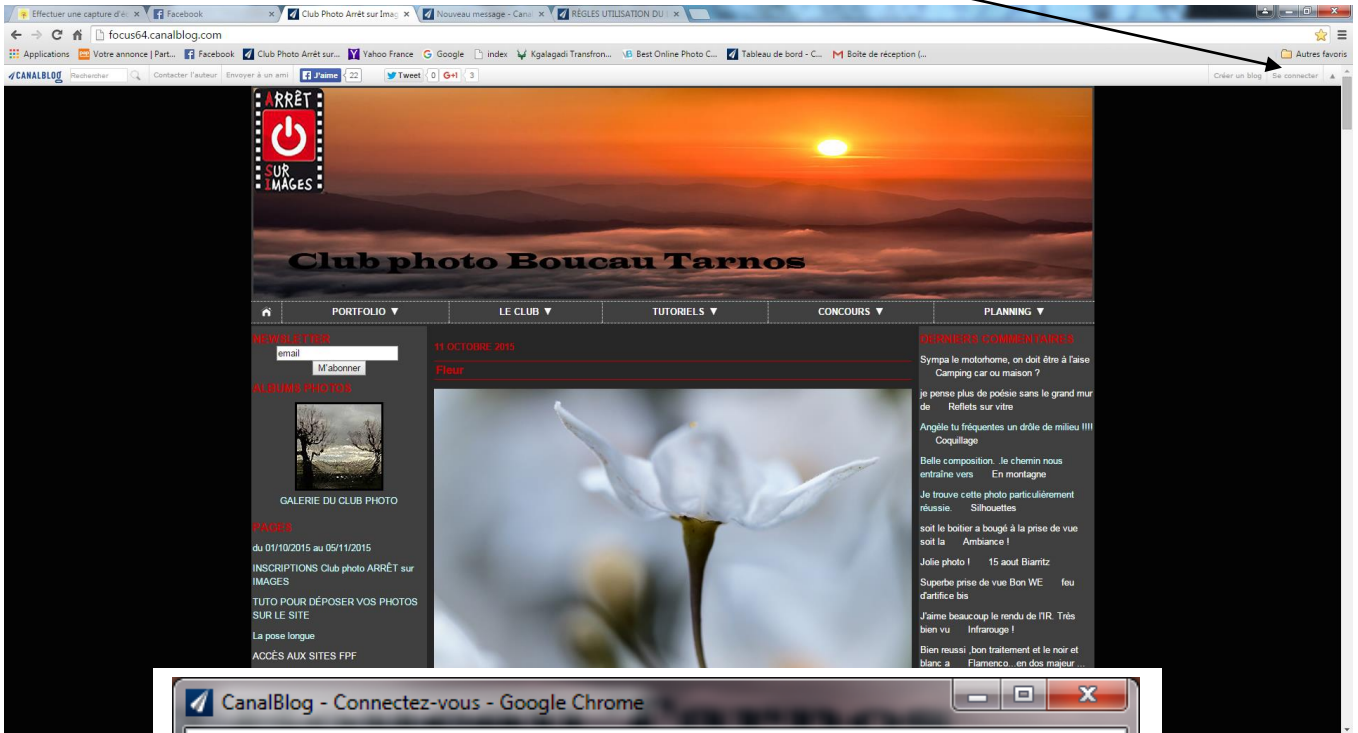 Effectuer une capture d'éc
Facebook
Club Photo Arrêt sur Imag
Nouveau message - Canal
RÈGLES UTILISATION DU
focus64.canalblog.com
Applications
Votre annonce | Part...
Facebook
Club Photo Arrêt sur...
Yahoo France
Google
index
Kgalagadi Transfron...
Best Online Photo C...
Tableau de bord - C...
Boîte de réception (...
Autres favoris
CANALBLOG
Rechercher
Contacter l'auteur
Envoyer à un ami
J'aime
22
Tweet
0
G+1
3
Créer un blog
Se connecter
ARRÊT
SUR
IMAGES
Club photo Boucau Tarnos
PORTFOLIO ▼
LE CLUB ▼
TUTORIELS ▼
CONCOURS ▼
PLANNING ▼
NEWSLETTER
email
M'abonner
ALBUMS PHOTOS
GALERIE DU CLUB PHOTO
PAGES
du 01/10/2015 au 05/11/2015
INSCRIPTIONS Club photo ARRÊT sur
IMAGES
TUTO POUR DÉPOSER VOS PHOTOS
SUR LE SITE
La pose longue
ACCÈS AUX SITES FPF
11 OCTOBRE 2015
Fleur
DERNIERS COMMENTAIRES
Sympa le motorhome, on doit être à l'aise
Camping car ou maison ?
je pense plus de poésie sans le grand mur
de Reflets sur vitre
Angèle tu fréquentes un drôle de milieu !!!!
Coquillage
Belle composition. .le chemin nous
entraîne vers En montagne
Je trouve cette photo particulièrement
réussie. Silhouettes
soit le boitier a bougé à la prise de vue
soit la Ambiance !
Jolie photo ! 15 aout Biarritz
Superbe prise de vue Bon WE feu
d'artifice bis
J'aime beaucoup le rendu de l'IR. Très
bien vu Infrarouge !
Bien reussi ,bon traitement et le noir et
blanc a Flamenco...en dos majeur ...
CanalBlog - Connectez-vous - Google Chrome